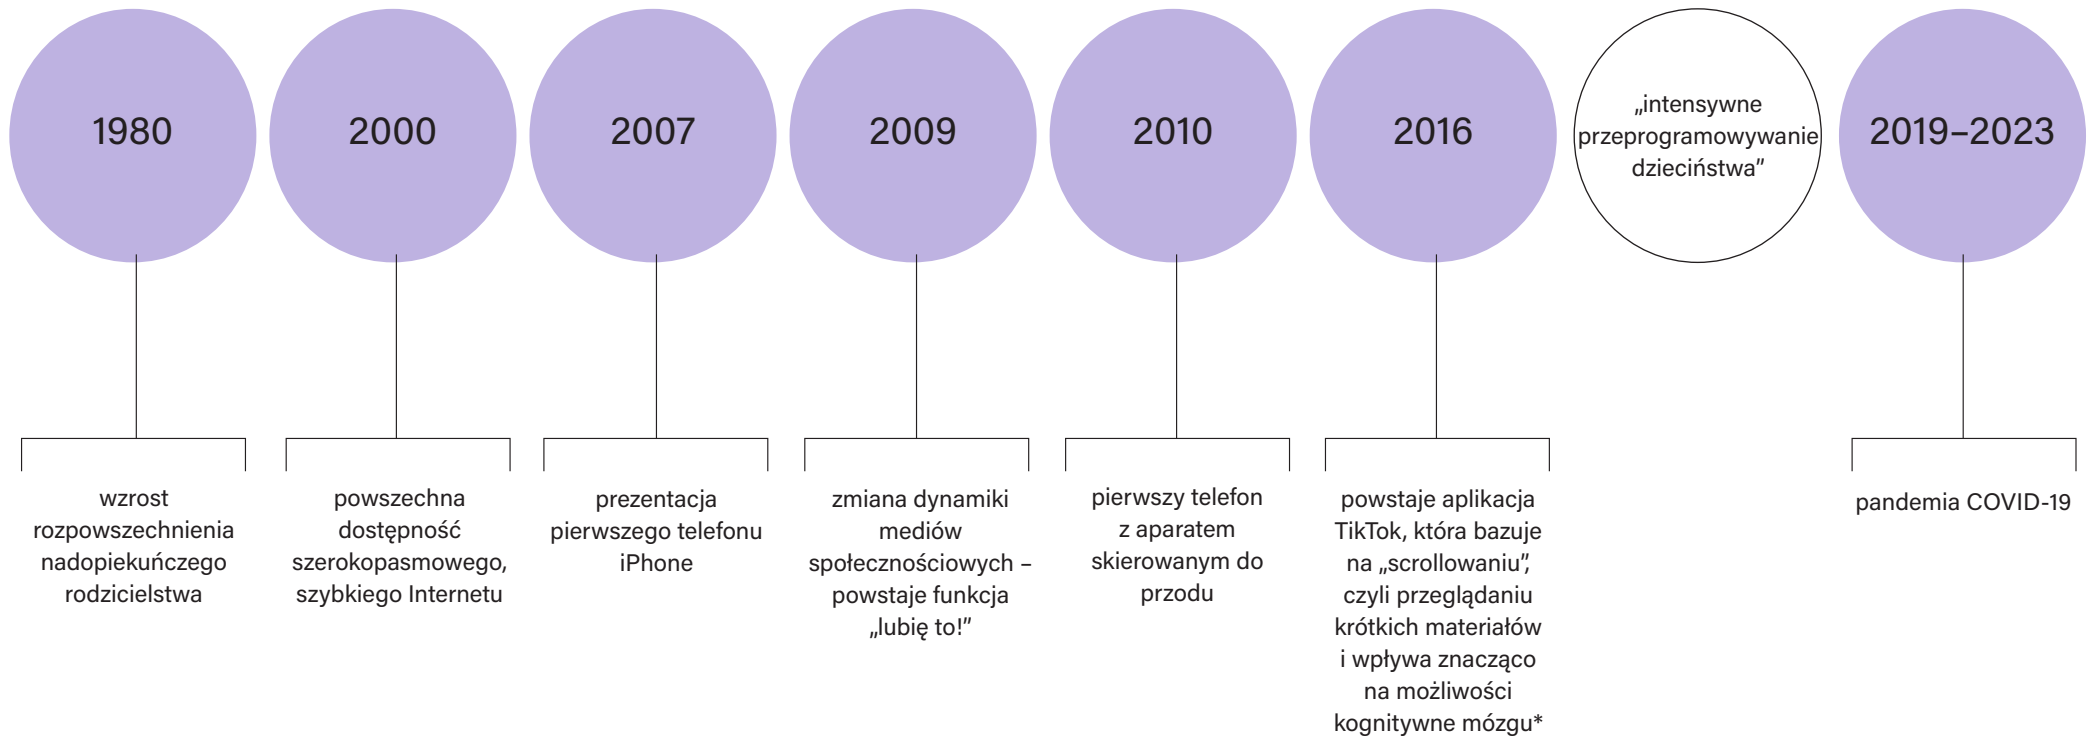 1980
wzrost
rozpowszechnienia
nadopiekuńczego
rodzicielstwa
2000
powszechna
dostępność
szerokopasmowego,
szybkiego Internetu
2007
prezentacja
pierwszego telefonu
iPhone
2009
zmiana dynamiki
mediów
społecznościowych –
powstaje funkcja
„lubię to!”
2010
pierwszy telefon
z aparatem
skierowanym do
przodu
2016
powstaje aplikacja
TikTok, która bazuje
na „scrollowaniu”,
czyli przeglądaniu
krótkich materiałów
i wpływa znacząco
na możliwości
kognitywne mózgu*
„intensywne
przeprogramowywanie
dzieciństwa”
2019–2023
pandemia COVID-19